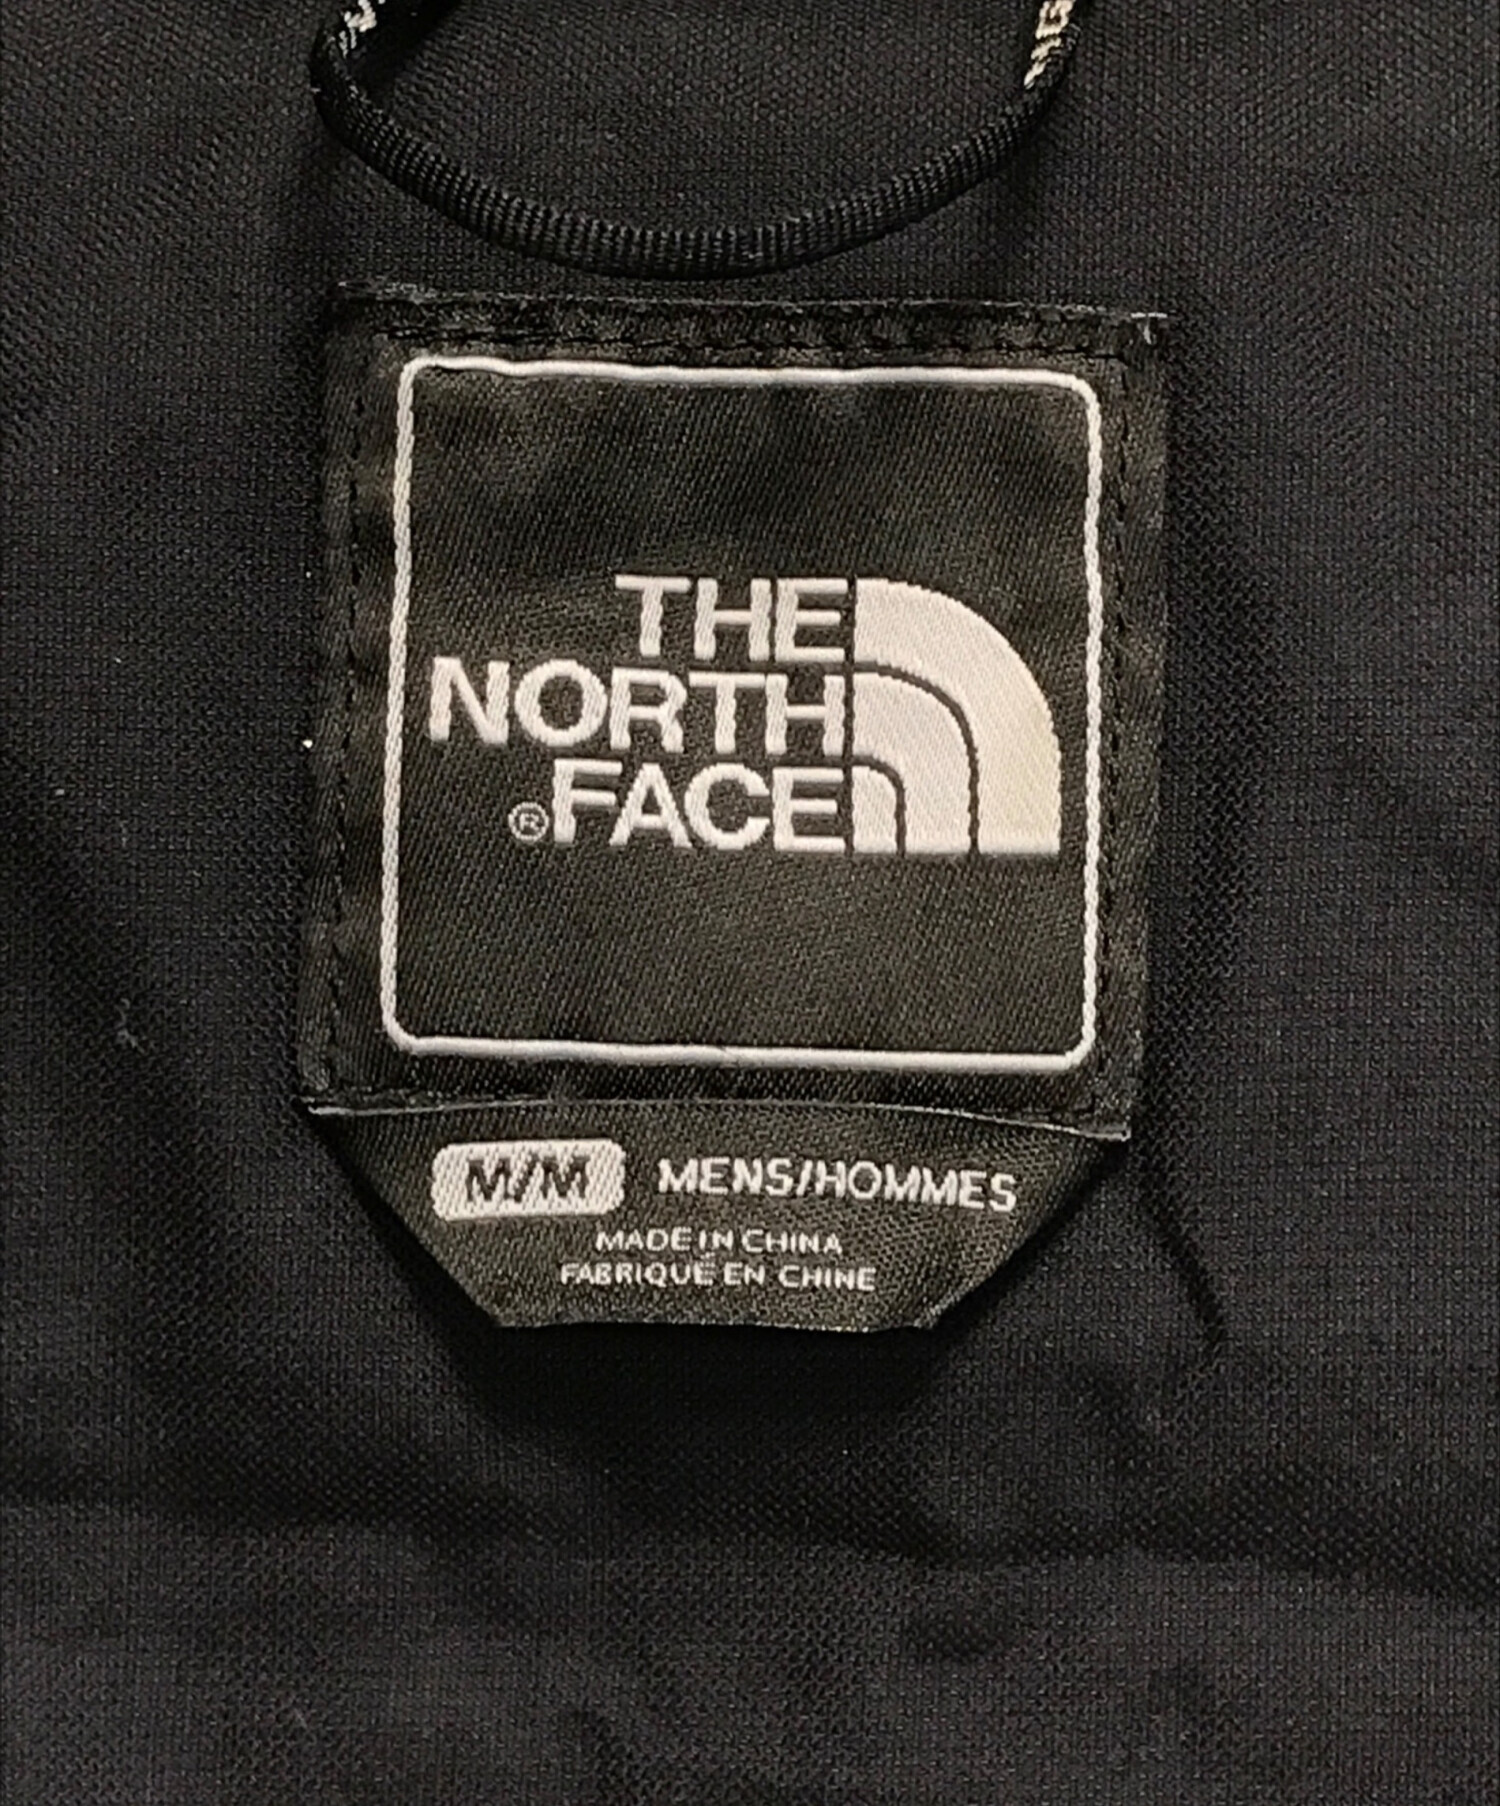 THE
NORTH
®FACE
M/M MENS/HOMMES
MADE IN CHINA
FABRIQUÉ EN CHINE